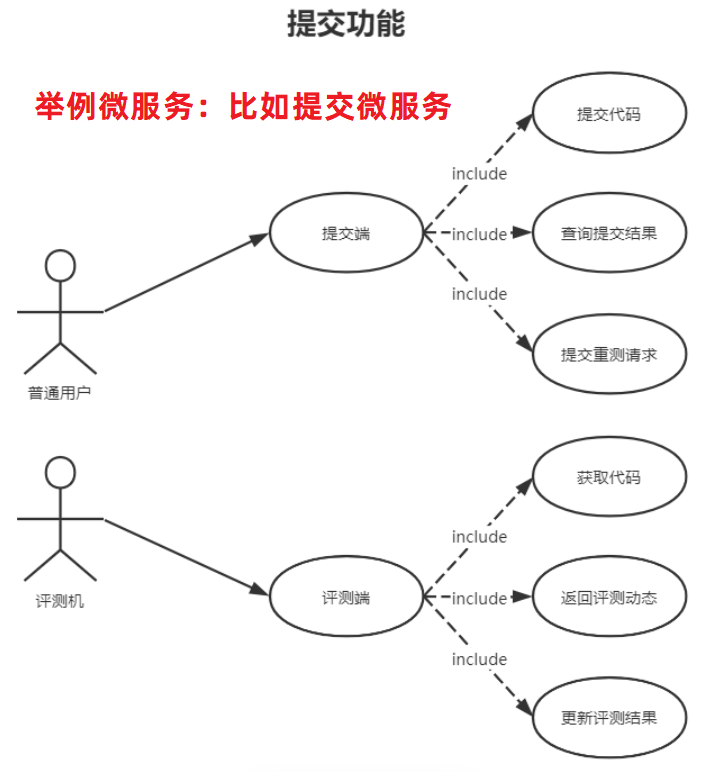 提交功能
举例微服务：比如提交微服务
提交代码
include
提交端
include
查询提交结果
include
提交重测请求
普通用户
获取代码
include
评测端
include
返回评测动态
评测机
include
更新评测结果